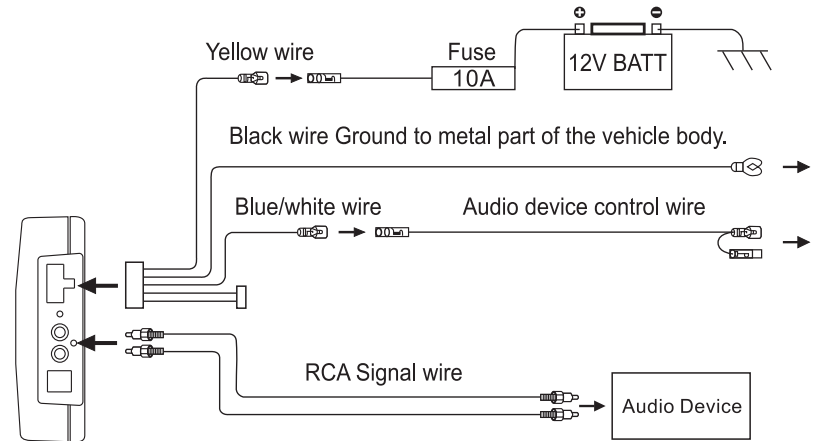 Yellow wire
Fuse
10A
+ −
12V BATT
Black wire Ground to metal part of the vehicle body.
Blue/white wire
Audio device control wire
RCA Signal wire
Audio Device